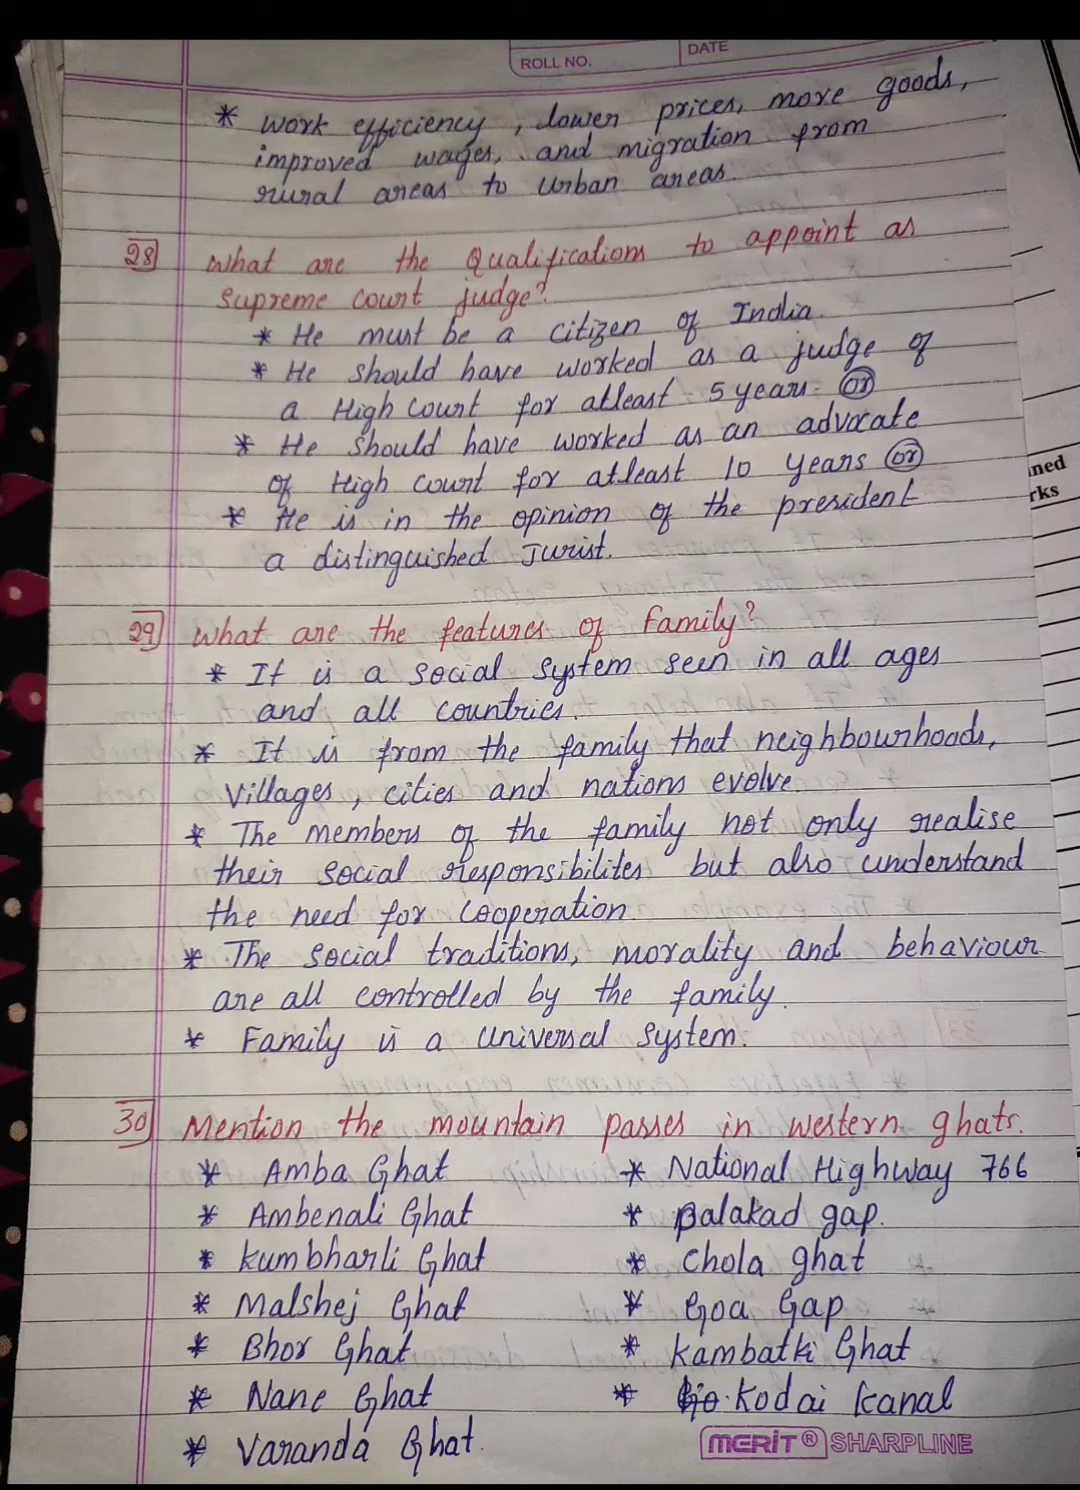 ROLL NO.
DATE
* work efficiency, lower prices, more goods,
improved wages, and migration from
rural areas to urban areas.
28 What are the Qualifications to appoint as
Supreme Court judge?
* He must be a citizen of India.
* He should have worked as a judge of
a High Court for atleast 5 years. or
* He should have worked as an advocate
of High Court for atleast 10 years or
* He is in the opinion of the president
a distinguished Jurist.
ined
rks
29 What are the features of Family?
* It is a social system seen in all ages
and all countries.
* It is from the family that neighbourhoods,
Villages, cities and nations evolve.
* The members of the family not only realise
their social responsibilites but also understand
the need for cooperation.
* The social traditions, morality and behaviour
are all controlled by the family.
* Family is a universal system.
30 Mention the mountain passes in western ghats.
* Amba Ghat * National Highway 766
* Ambenali Ghat * Palakad gap.
* Kumbharli Ghat * Chola ghat
* Malshej Ghat * Goa Gap
* Bhor Ghat * Kambatki Ghat
* Nane Ghat * Kodai kanal
* Varanda Ghat.
MERIT ® SHARPLINE